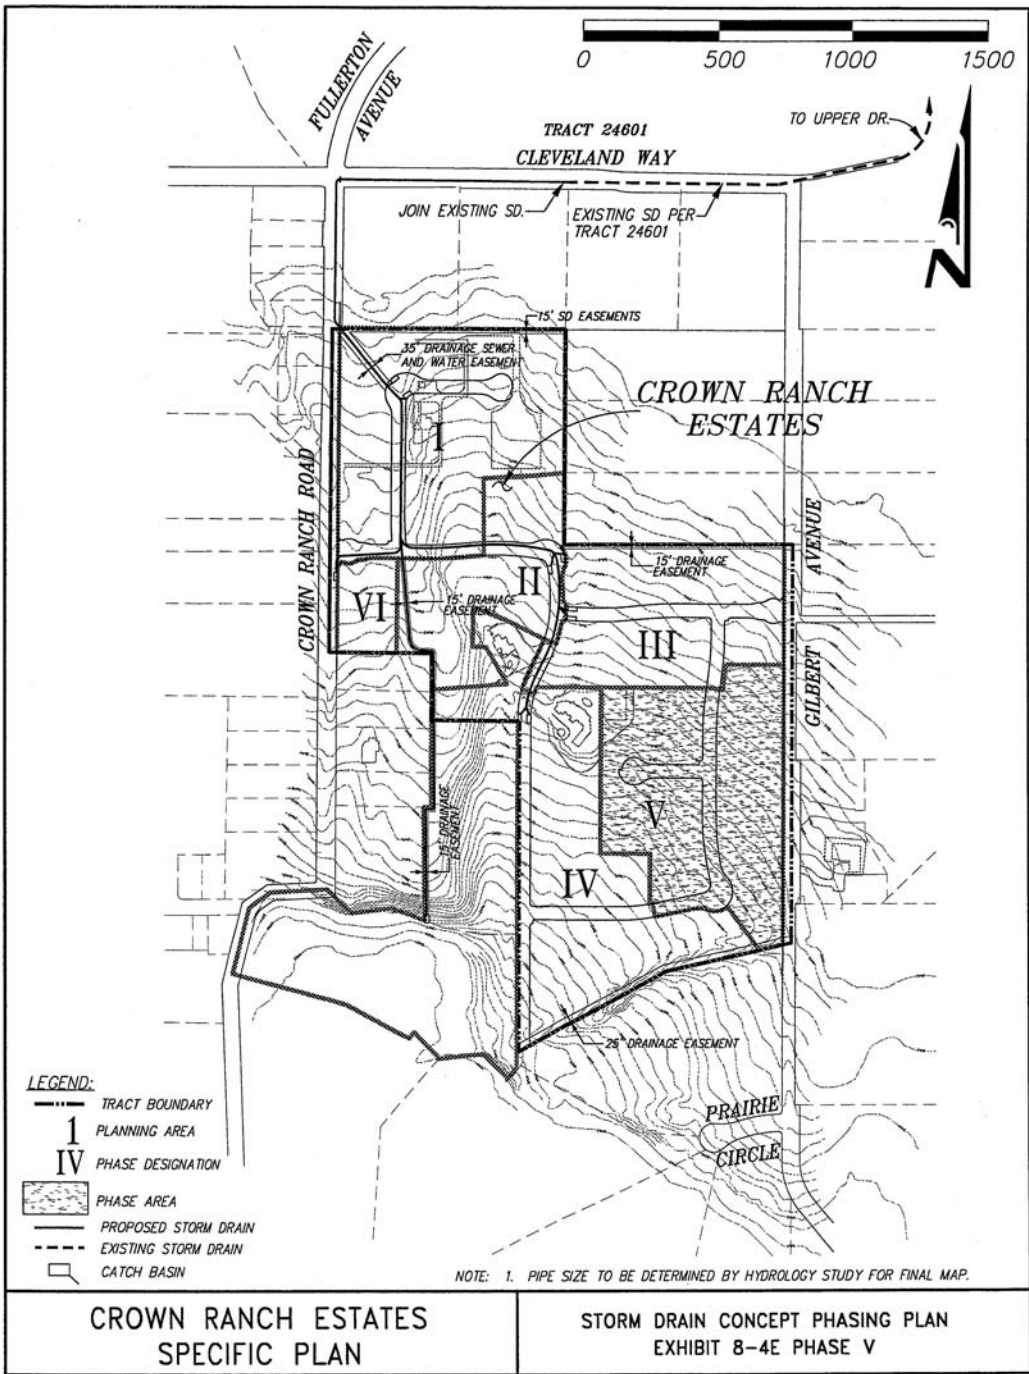 0 500 1000 1500
FULLERTON
AVENUE
TO UPPER DR.
TRACT 24601
CLEVELAND WAY
JOIN EXISTING SD.
EXISTING SD PER
TRACT 24601
N
15' SD EASEMENTS
35' DRAINAGE SEWER
AND WATER EASEMENT
CROWN RANCH
ESTATES
I
CROWN RANCH ROAD
AVENUE
15' DRAINAGE
EASEMENT
II
VI
15' DRAINAGE
EASEMENT
III
GILBERT
V
15' DRAINAGE
EASEMENT
IV
25' DRAINAGE EASEMENT
PRAIRIE
CIRCLE
LEGEND:
TRACT BOUNDARY
1 PLANNING AREA
IV PHASE DESIGNATION
PHASE AREA
PROPOSED STORM DRAIN
EXISTING STORM DRAIN
CATCH BASIN
NOTE: 1. PIPE SIZE TO BE DETERMINED BY HYDROLOGY STUDY FOR FINAL MAP.
CROWN RANCH ESTATES
SPECIFIC PLAN
STORM DRAIN CONCEPT PHASING PLAN
EXHIBIT 8-4E PHASE V